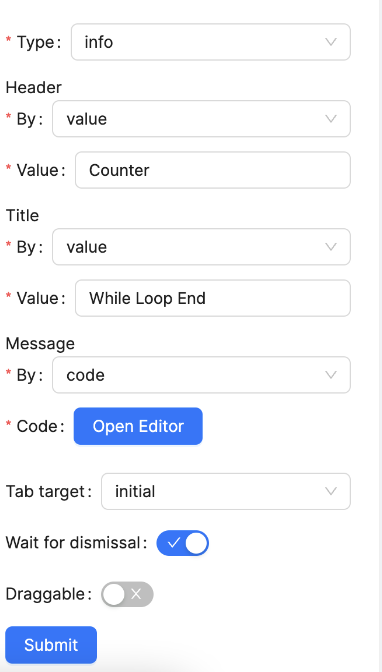 * Type: info
Header
* By: value
* Value: Counter
Title
* By: value
* Value: While Loop End
Message
* By: code
* Code: Open Editor
Tab target: initial
Wait for dismissal:
Draggable:
Submit